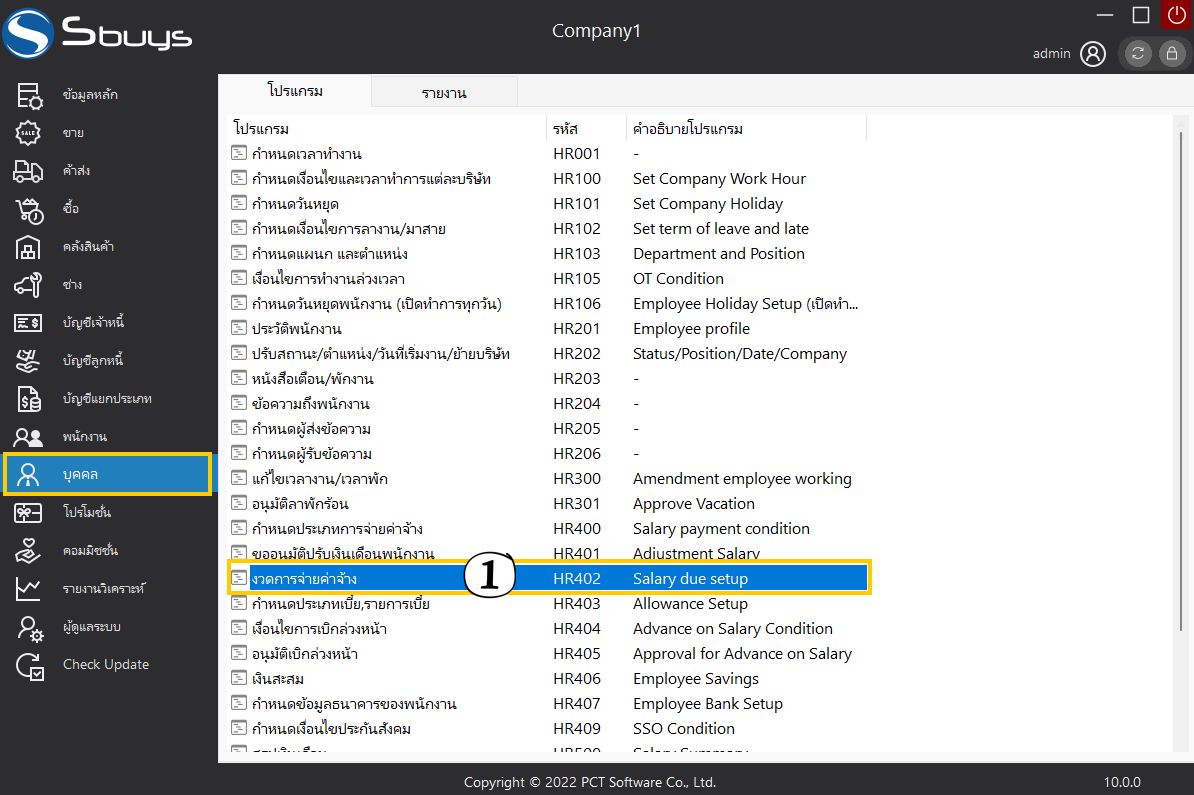 Sbuys
Company1
admin
ข้อมูลหลัก
ขาย
ค้าส่ง
ซื้อ
คลังสินค้า
ช่าง
บัญชีเจ้าหนี้
บัญชีลูกหนี้
บัญชีแยกประเภท
พนักงาน
บุคคล
โปรโมชั่น
คอมมิชชั่น
รายงานวิเคราะห์
ผู้ดูแลระบบ
Check Update
โปรแกรม รายงาน
โปรแกรม รหัส คำอธิบายโปรแกรม
กำหนดเวลาทำงาน HR001 -
กำหนดเงื่อนไขและเวลาทำการแต่ละบริษัท HR100 Set Company Work Hour
กำหนดวันหยุด HR101 Set Company Holiday
กำหนดเงื่อนไขการลางาน/มาสาย HR102 Set term of leave and late
กำหนดแผนก และตำแหน่ง HR103 Department and Position
เงื่อนไขการทำงานล่วงเวลา HR105 OT Condition
กำหนดวันหยุดพนักงาน (เปิดทำการทุกวัน) HR106 Employee Holiday Setup (เปิดทำ...
ประวัติพนักงาน HR201 Employee profile
ปรับสถานะ/ตำแหน่ง/วันที่เริ่มงาน/ย้ายบริษัท HR202 Status/Position/Date/Company
หนังสือเตือน/พักงาน HR203 -
ข้อความถึงพนักงาน HR204 -
กำหนดผู้ส่งข้อความ HR205 -
กำหนดผู้รับข้อความ HR206 -
แก้ไขเวลางาน/เวลาพัก HR300 Amendment employee working
อนุมัติลาพักร้อน HR301 Approve Vacation
กำหนดประเภทการจ่ายค่าจ้าง HR400 Salary payment condition
ขออนุมัติปรับเงินเดือนพนักงาน HR401 Adjustment Salary
งวดการจ่ายค่าจ้าง 1 HR402 Salary due setup
กำหนดประเภทเบี้ย,รายการเบี้ย HR403 Allowance Setup
เงื่อนไขการเบิกล่วงหน้า HR404 Advance on Salary Condition
อนุมัติเบิกล่วงหน้า HR405 Approval for Advance on Salary
เงินสะสม HR406 Employee Savings
กำหนดข้อมูลธนาคารของพนักงาน HR407 Employee Bank Setup
กำหนดเงื่อนไขประกันสังคม HR409 SSO Condition
สรุปเงินเดือน HR500 Salary Summary
Copyright © 2022 PCT Software Co., Ltd. 10.0.0